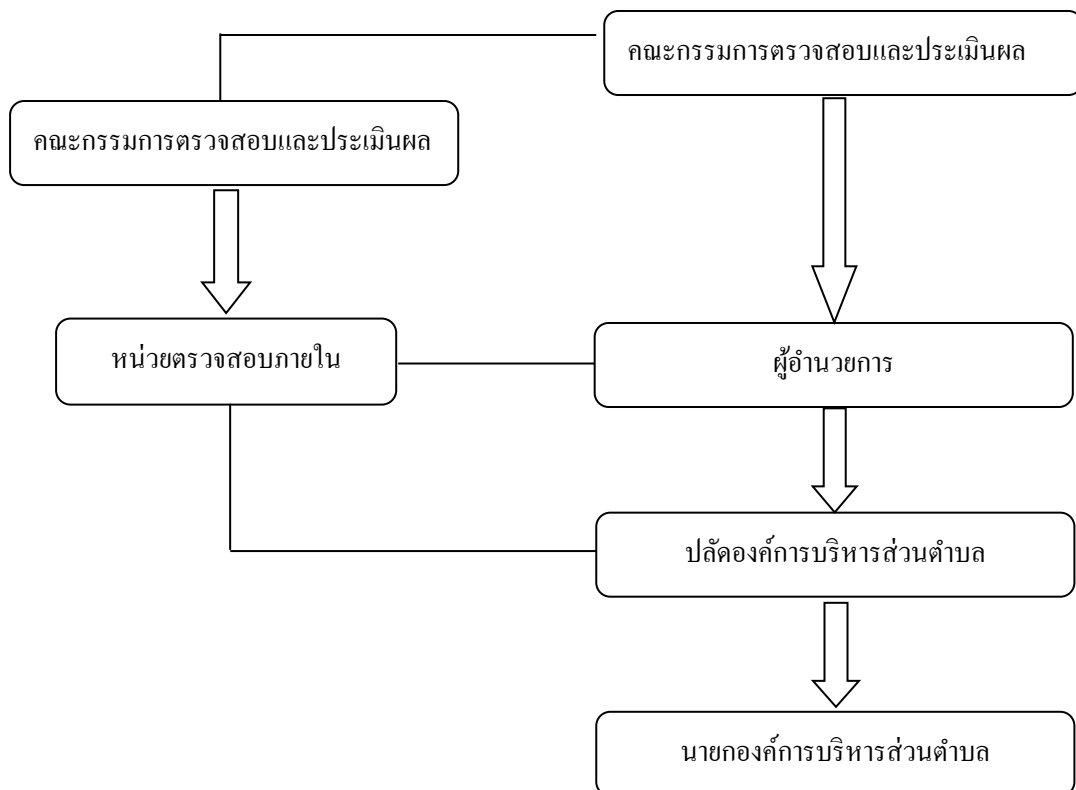 คณะกรรมการตรวจสอบและประเมินผล
คณะกรรมการตรวจสอบและประเมินผล
หน่วยตรวจสอบภายใน
ผู้อำนวยการ
ปลัดองค์การบริหารส่วนตำบล
นายกองค์การบริหารส่วนตำบล